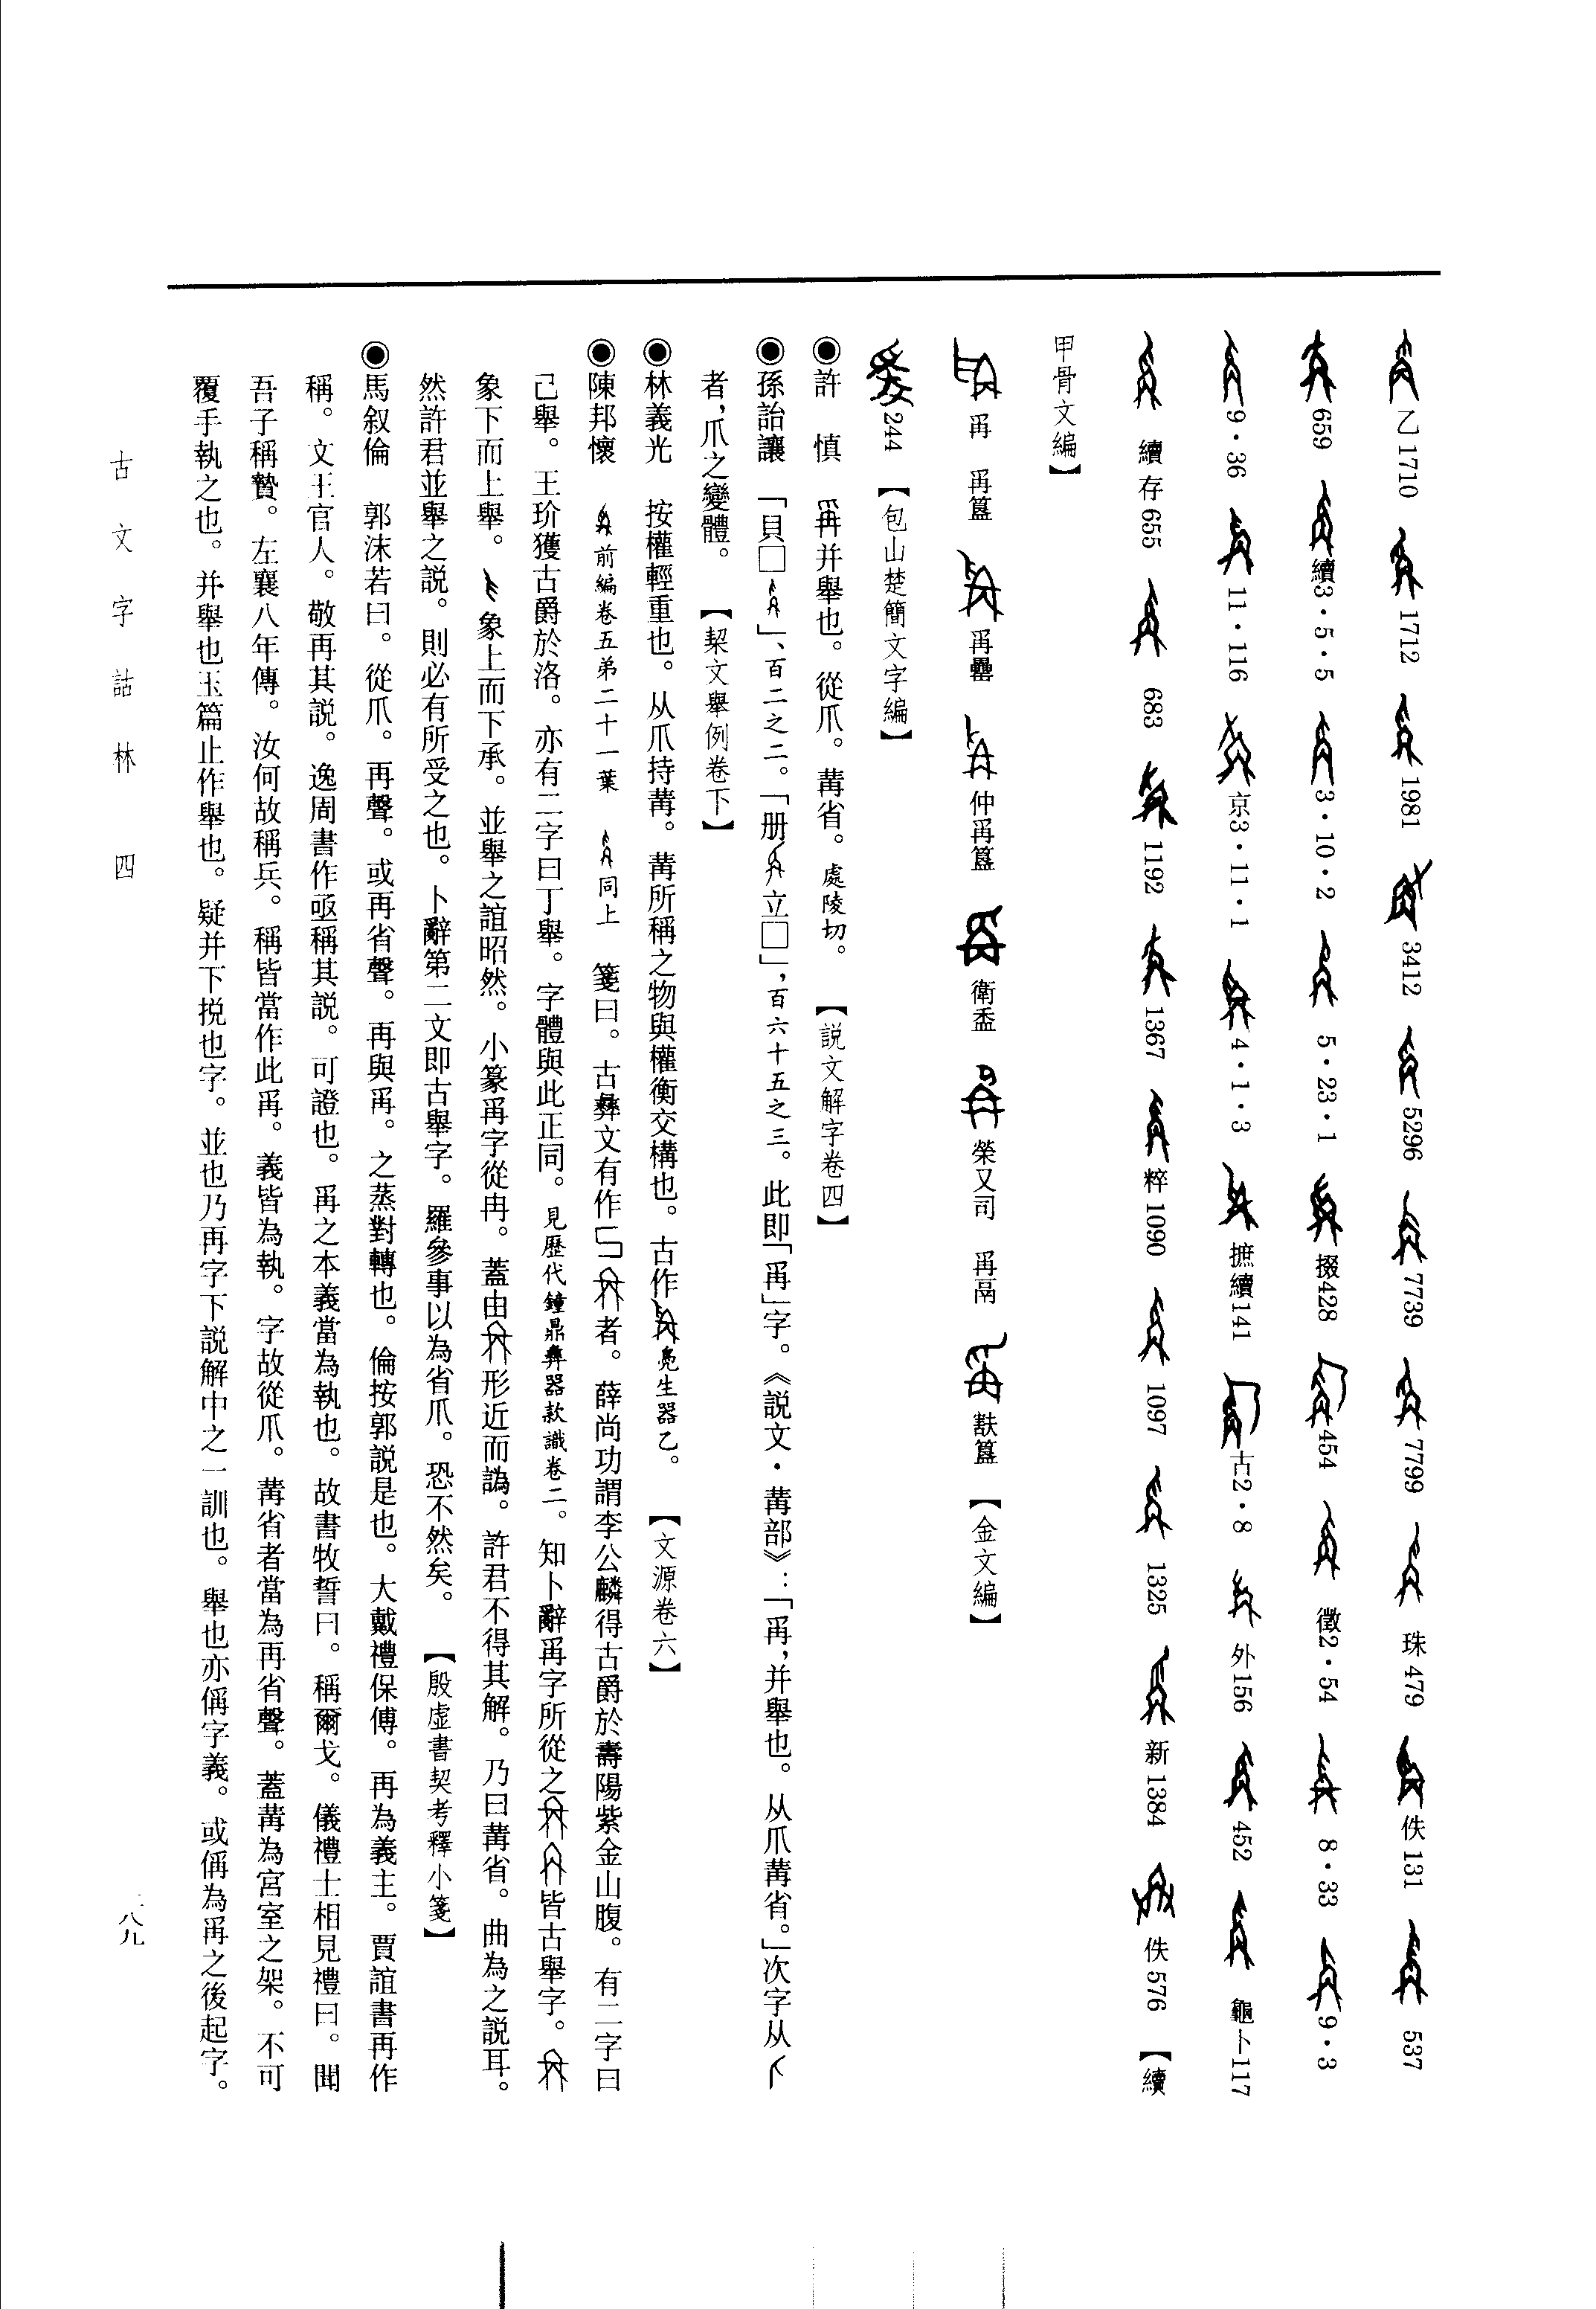 乙1710 1712 1981 3412 5296 7739 7799 珠479 佚131 537
659 續3·5·5 3·10·2 5·23·1 掇428 454 徵2·54 8·33 9·3
9·36 11·116 京3·11·1 4·1·3 摭續141 古2·8 外156 452 龜卜117
續存655 683 1192 1367 粹1090 1097 1325 新1384 佚576 【續
甲骨文編】
爯 爯簋 爯罍 仲爯簋 衛盉 榮又司爯鬲 㝬簋 【金文編】
244 【包山楚簡文字編】
◉許 慎 爯并舉也。從爪。冓省。處陵切。 【説文解字卷四】
◉孫詒讓 「貝□」、百二之二。「册立□」，百六十五之三。此即「爯」字。《説文·冓部》：「爯，并舉也。从爪冓省。」次字从
者，爪之變體。 【契文舉例卷下】
◉林義光 按權輕重也。从爪持冓。冓所稱之物與權衡交構也。古作 生器乙。 【文源卷六】
◉陳邦懷 前編卷五弟二十一葉 同上 箋曰。古彝文有作者。薛尚功謂李公麟得古爵於壽陽紫金山腹。有二字曰
己舉。王玠獲古爵於洛。亦有二字曰丁舉。字體與此正同。見歷代鐘鼎彝器款識卷二。知卜辭爯字所從之皆古舉字。
象下而上舉。象上而下承。並舉之誼昭然。小篆爯字從冉。蓋由形近而譌。許君不得其解。乃曰冓省。曲為之説耳。
然許君並舉之説。則必有所受之也。卜辭第二文即古舉字。羅參事以為省爪。恐不然矣。 【殷虛書契考釋小箋】
◉馬叙倫 郭沫若曰。從爪。再聲。或再省聲。再與爯。之蒸對轉也。倫按郭説是也。大戴禮保傅。再為義主。賈誼書再作
稱。文王官人。敬再其説。逸周書作亟稱其説。可證也。爯之本義當為執也。故書牧誓曰。稱爾戈。儀禮士相見禮曰。聞
吾子稱贄。左襄八年傳。汝何故稱兵。稱皆當作此爯。義皆為執。字故從爪。冓省者當為再省聲。蓋冓為宮室之架。不可
覆手執之也。并舉也玉篇止作舉也。疑并下挩也字。並也乃再字下説解中之一訓也。舉也亦偁字義。或偁為爯之後起字。
古文字詁林 四
一八九